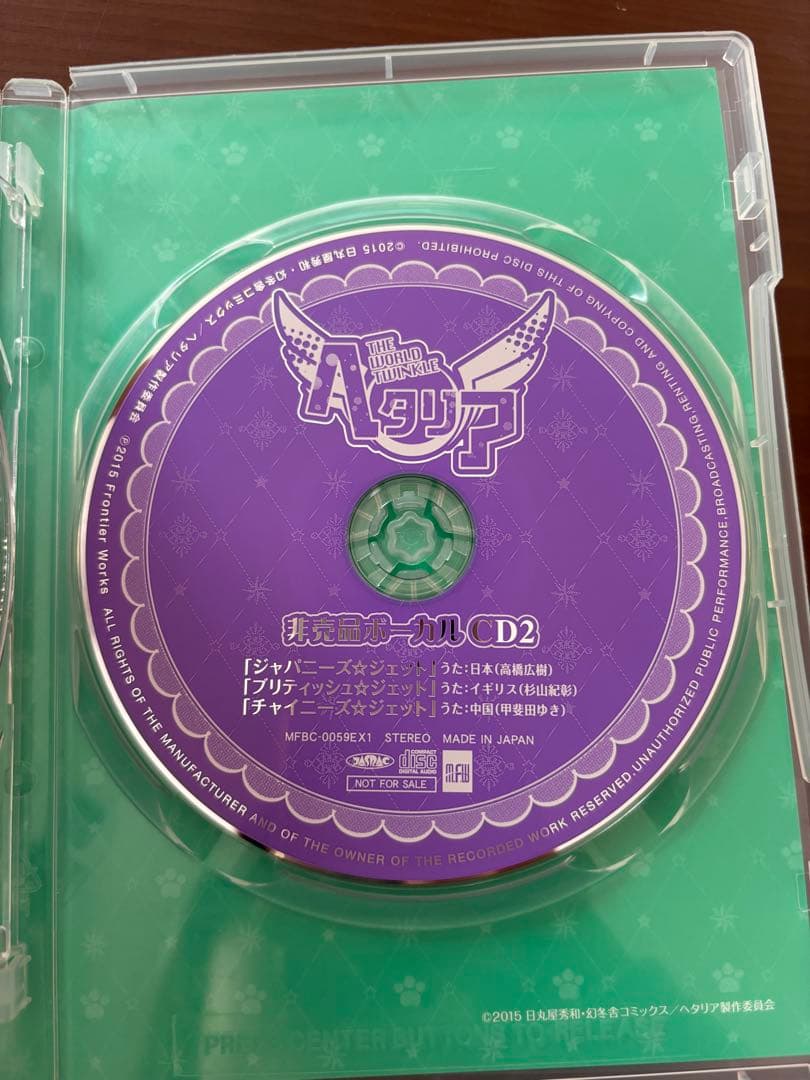 THE
WORLD
TWINKLE
ヘタリア
非売品ボーカルCD2
「ジャパニーズ☆ジェット」うた:日本(高橋広樹)
「ブリティッシュ☆ジェット」うた:イギリス(杉山紀彰)
「チャイニーズ☆ジェット」うた:中国(甲斐田ゆき)
MFBC-0059EX1 STEREO MADE IN JAPAN
JASRAC
COMPACT
disc
DIGITAL AUDIO
MFW
NOT FOR SALE
©2015 日丸屋秀和・幻冬舎コミックス/ヘタリア製作委員会
Ⓟ2015 Frontier Works ALL RIGHTS OF THE MANUFACTURER AND OF THE OWNER OF THE RECORDED WORK RESERVED.UNAUTHORIZED PUBLIC PERFORMANCE,BROADCASTING,RENTING AND COPYING OF THIS DISC PROHIBITED.
©2015 日丸屋秀和・幻冬舎コミックス/ヘタリア製作委員会
PRESS CENTER BUTTONS TO RELEASE